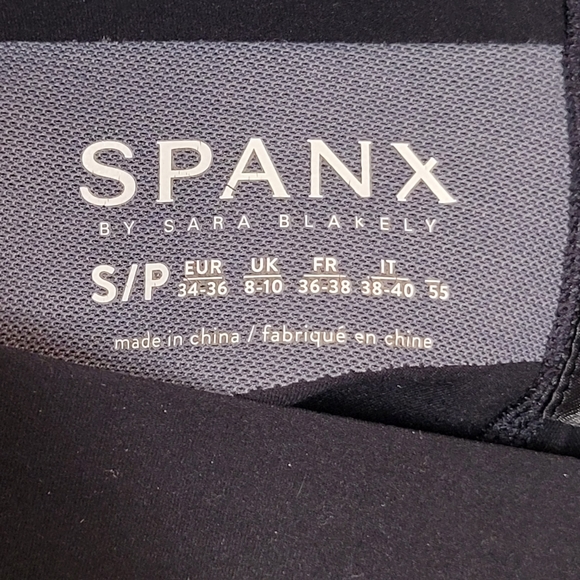 SPANX
BY SARA BLAKELY
S/P EUR 34-36 UK 8-10 FR 36-38 IT 38-40 55
made in china / fabriqué en chine